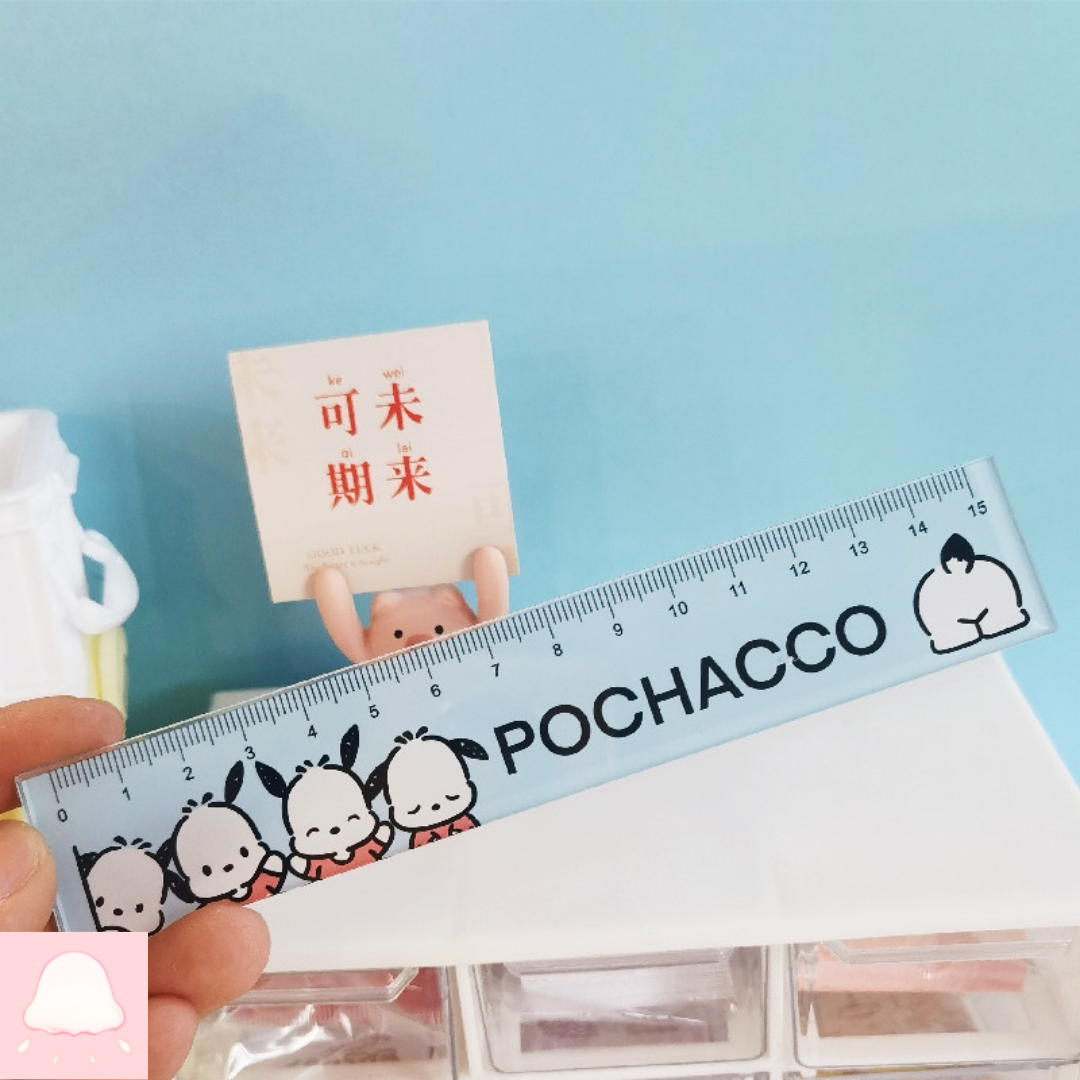 wei
未
lai
来
ke
可
qi
期
GOOD LUCK
0 1 2 3 4 5 6 7 8 9 10 11 12 13 14 15
POCHACCO